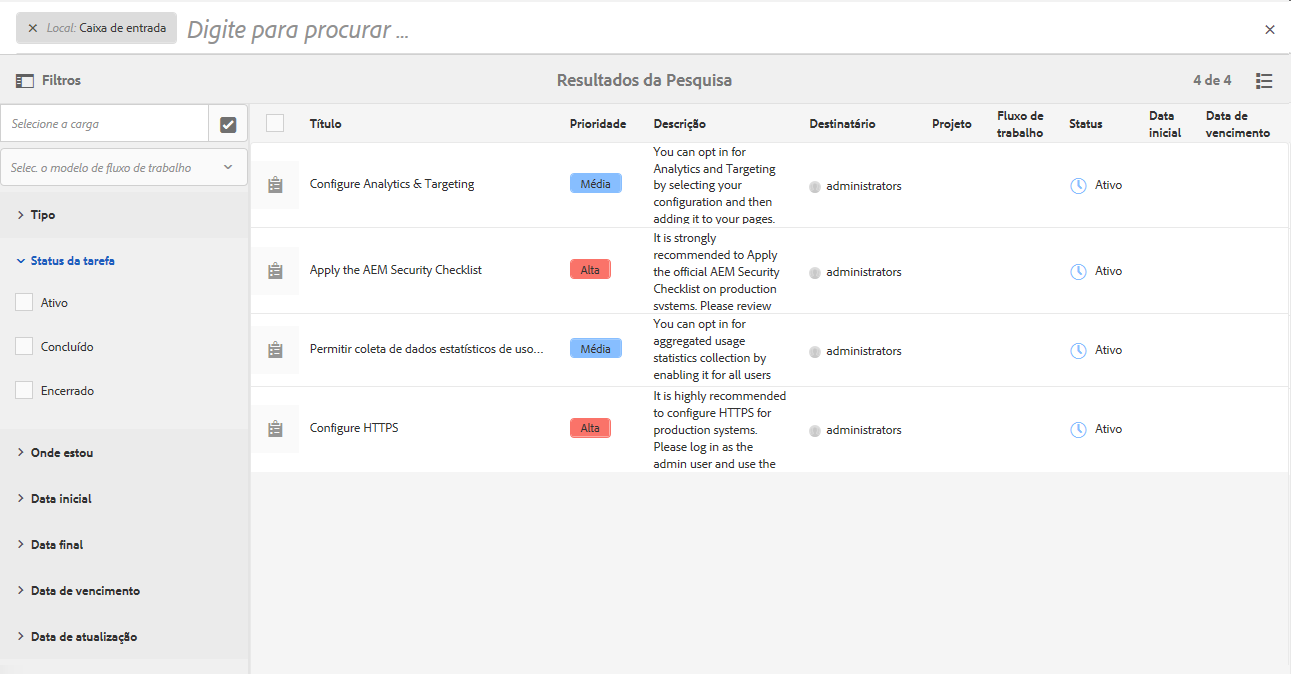 Local: Caixa de entrada
Digite para procurar ...
Filtros
Resultados da Pesquisa
4 de 4
Selecione a carga
Selec. o modelo de fluxo de trabalho
Tipo
Status da tarefa
Ativo
Concluído
Encerrado
Onde estou
Data inicial
Data final
Data de vencimento
Data de atualização
Título
Prioridade
Descrição
Destinatário
Projeto
Fluxo de
trabalho
Status
Data
inicial
Data de
vencimento
Configure Analytics & Targeting
Média
You can opt in for
Analytics and Targeting
by selecting your
configuration and then
adding it to your pages.
administrators
Ativo
Apply the AEM Security Checklist
Alta
It is strongly
recommended to Apply
the official AEM Security
Checklist on production
systems. Please review
administrators
Ativo
Permitir coleta de dados estatísticos de uso...
Média
You can opt in for
aggregated usage
statistics collection by
enabling it for all users
administrators
Ativo
Configure HTTPS
Alta
It is highly recommended
to configure HTTPS for
production systems.
Please log in as the
admin user and use the
administrators
Ativo